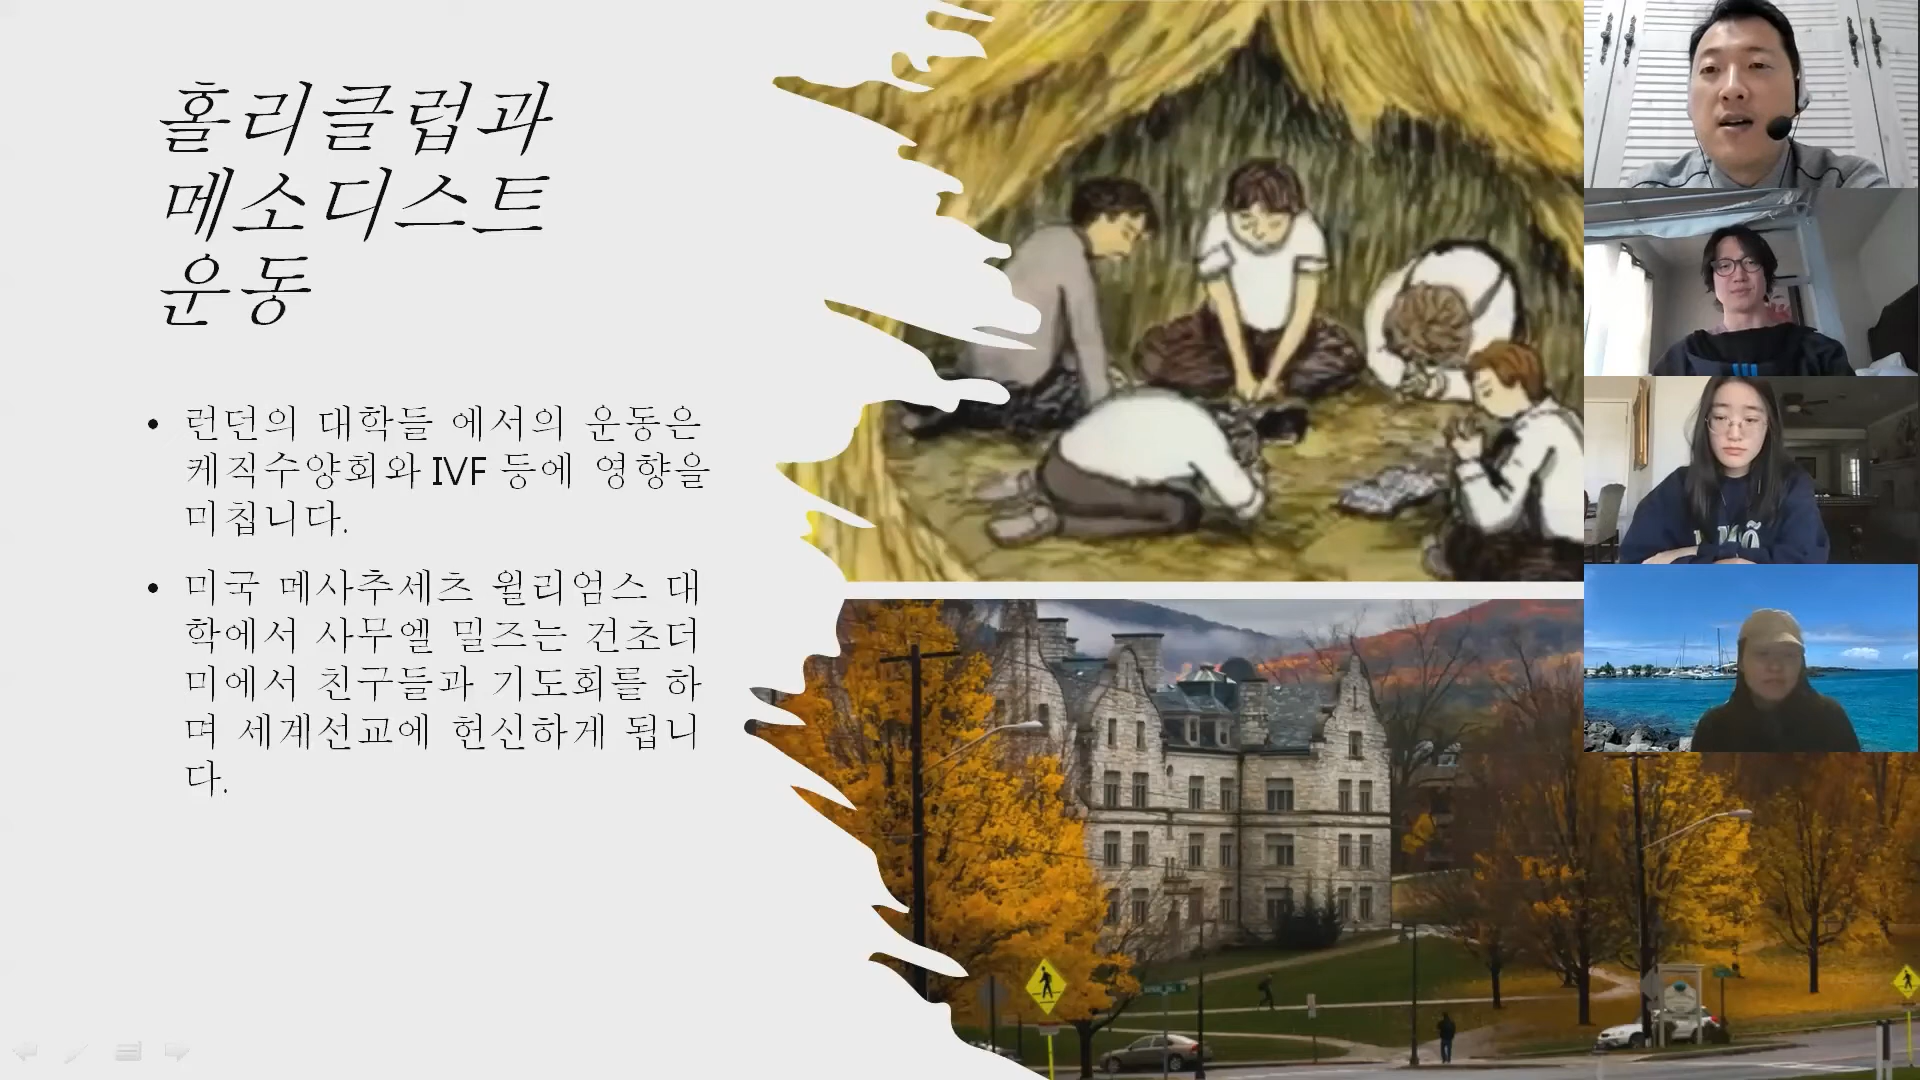 홀리클럽과
메소디스트
운동
• 런던의 대학들 에서의 운동은
케직수양회와 IVF 등에 영향을
미칩니다.
• 미국 메사추세츠 윌리엄스 대
학에서 사무엘 밀즈는 건초더
미에서 친구들과 기도회를 하
며 세계선교에 헌신하게 됩니
다.